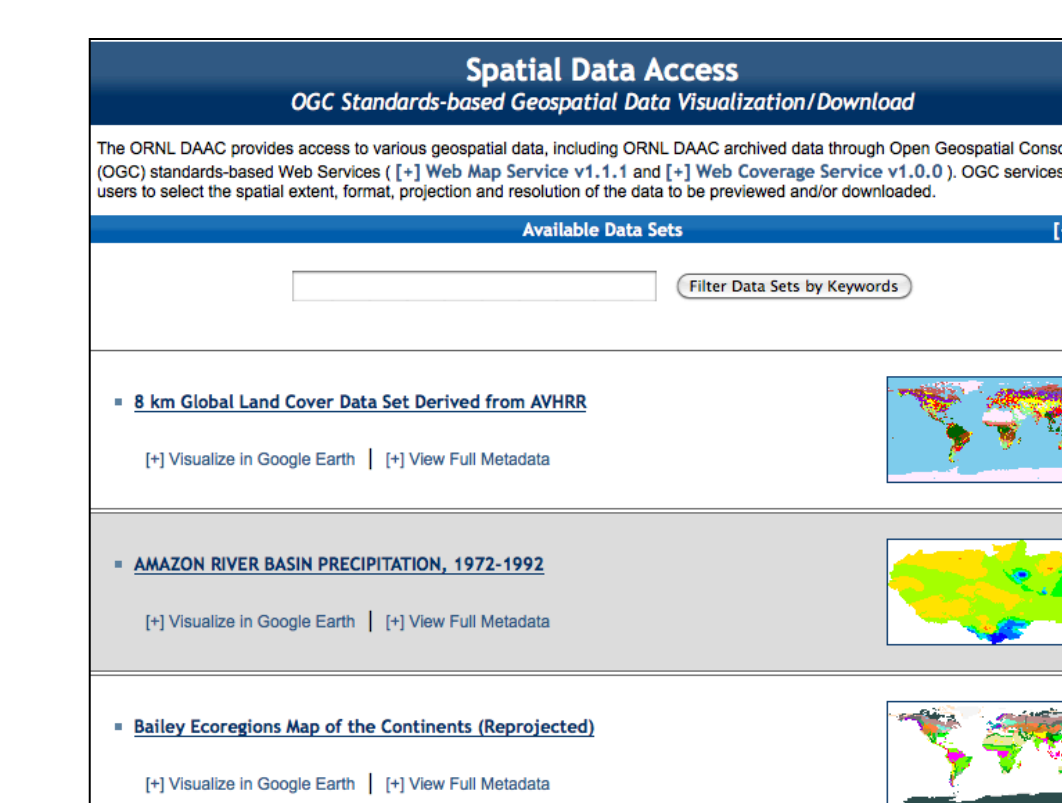 Spatial Data Access
OGC Standards-based Geospatial Data Visualization/Download
The ORNL DAAC provides access to various geospatial data, including ORNL DAAC archived data through Open Geospatial
(OGC) standards-based Web Services ( [+] Web Map Service v1.1.1 and [+] Web Coverage Service v1.0.0 ). OGC services
users to select the spatial extent, format, projection and resolution of the data to be previewed and/or downloaded.
Available Data Sets
Filter Data Sets by Keywords
8 km Global Land Cover Data Set Derived from AVHRR
[+] Visualize in Google Earth | [+] View Full Metadata
AMAZON RIVER BASIN PRECIPITATION, 1972-1992
[+] Visualize in Google Earth | [+] View Full Metadata
Bailey Ecoregions Map of the Continents (Reprojected)
[+] Visualize in Google Earth | [+] View Full Metadata